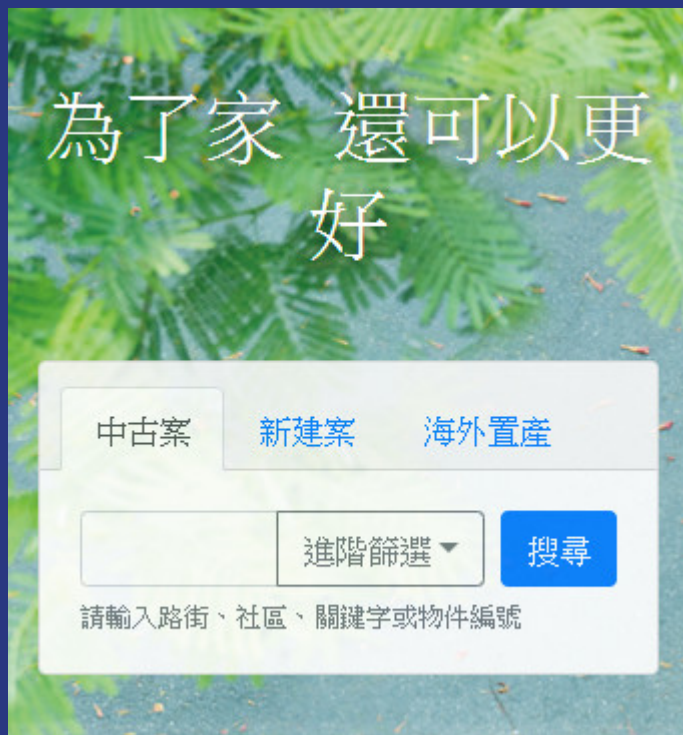 為了家 還可以更
好
中古案 新建案 海外置產
進階篩選 搜尋
請輸入路街、社區、關鍵字或物件編號